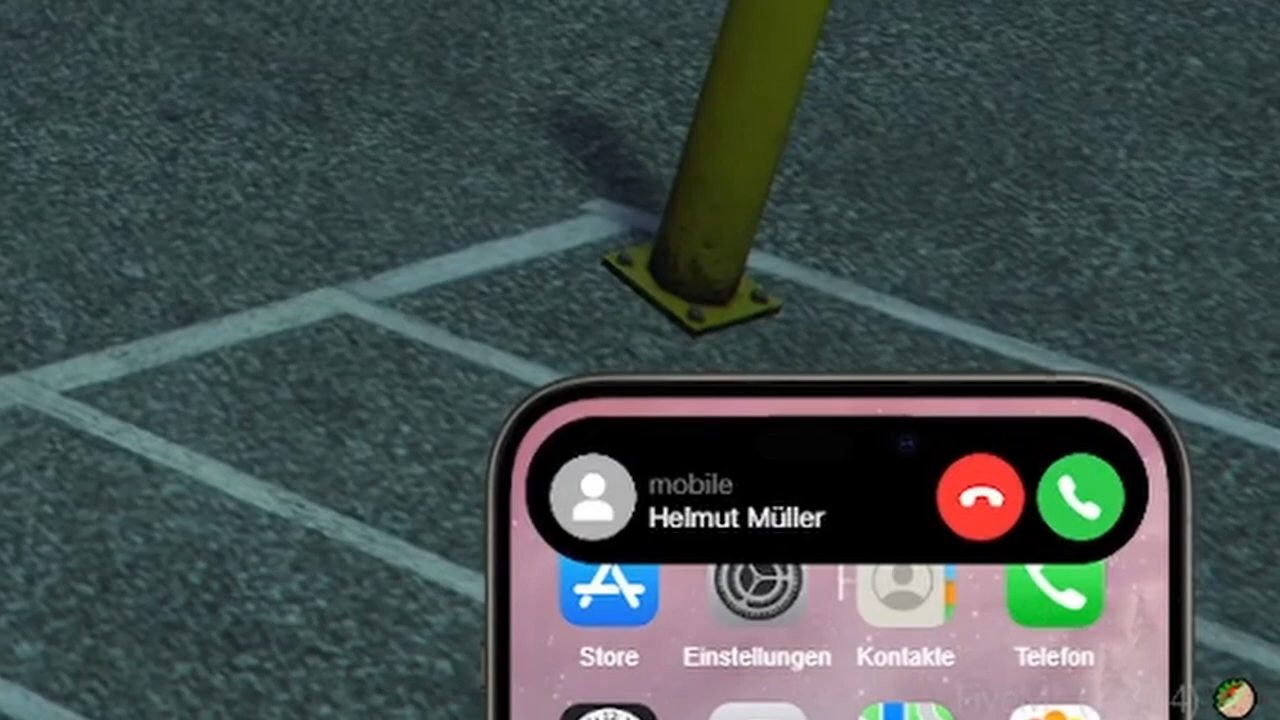 mobile
Helmut Müller
Store
Einstellungen
Kontakte
Telefon